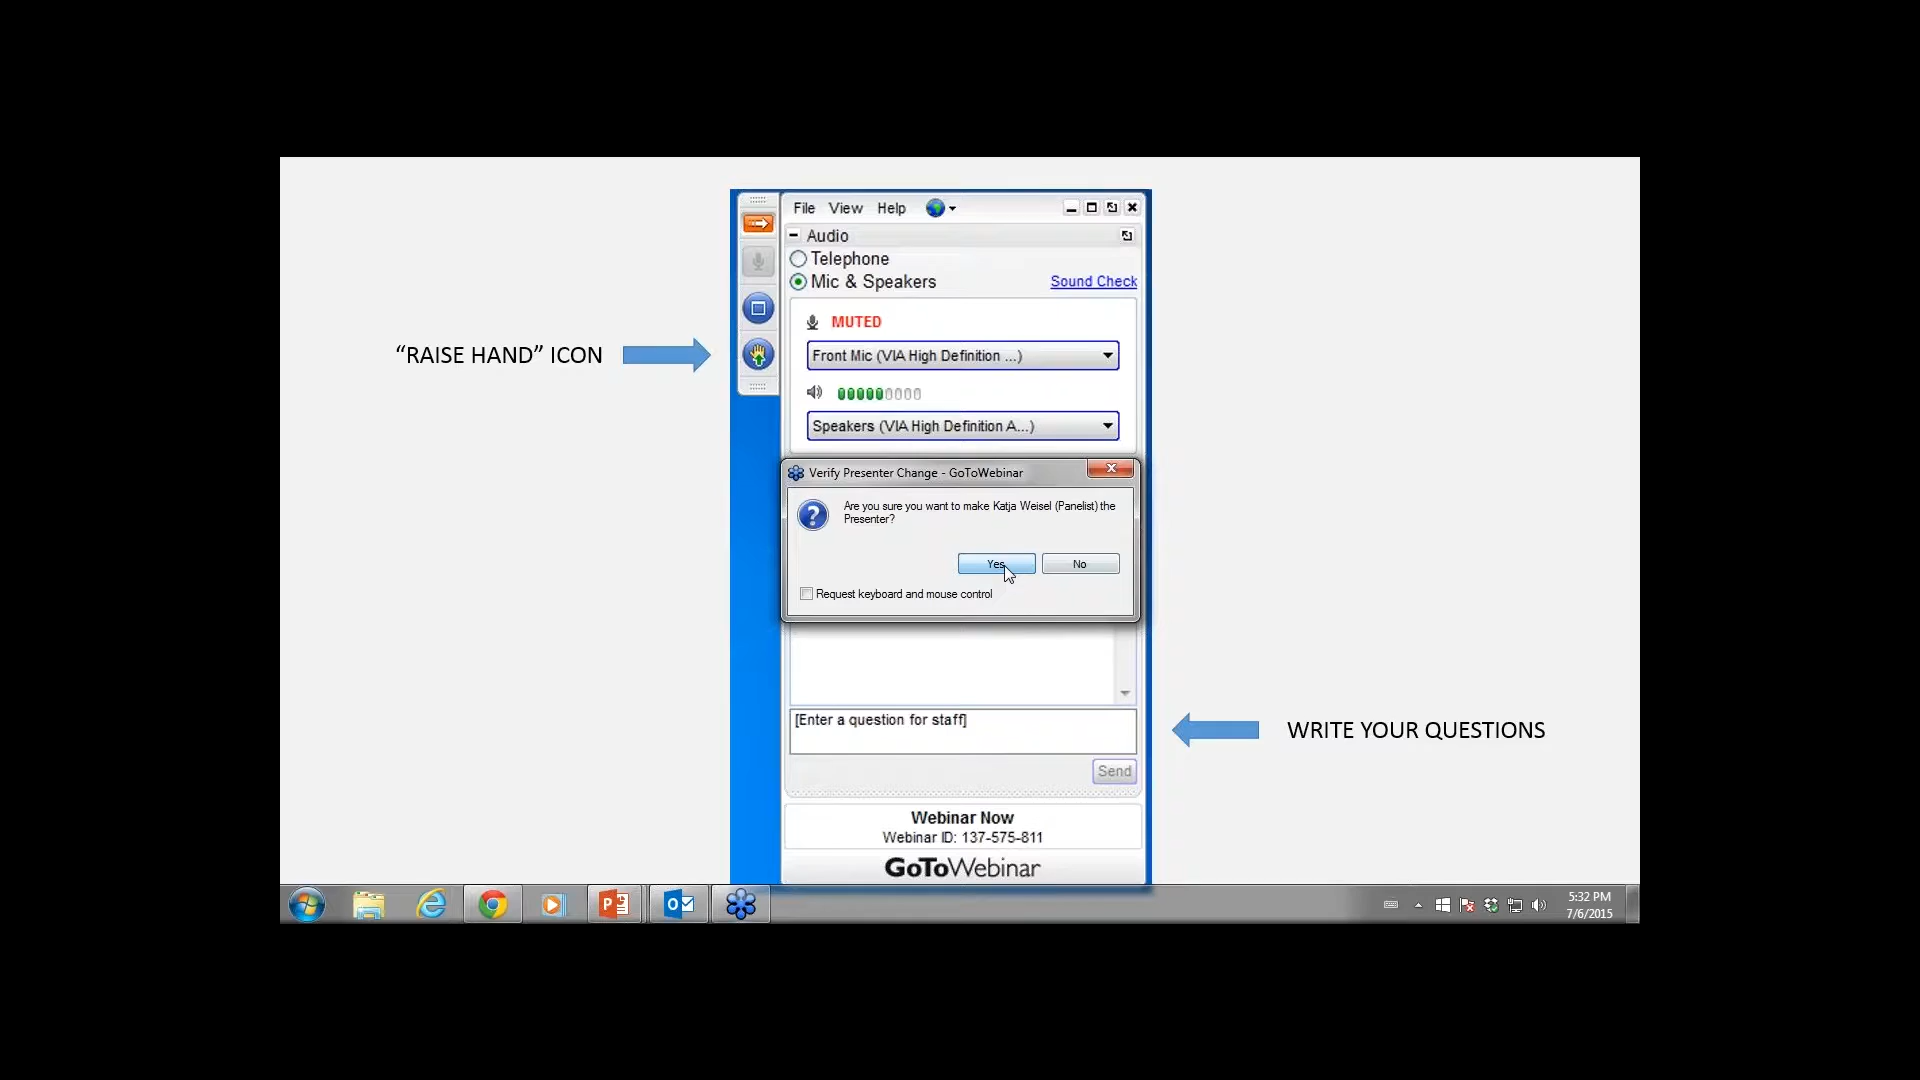 File View Help
Audio
Telephone
Mic & Speakers Sound Check
MUTED
“RAISE HAND” ICON
Front Mic (VIA High Definition ...)
Speakers (VIA High Definition A...)
Verify Presenter Change - GoToWebinar
Are you sure you want to make Katja Weisel (Panelist) the
Presenter?
Yes No
Request keyboard and mouse control
[Enter a question for staff]
WRITE YOUR QUESTIONS
Send
Webinar Now
Webinar ID: 137-575-811
GoToWebinar
5:32 PM
7/6/2015